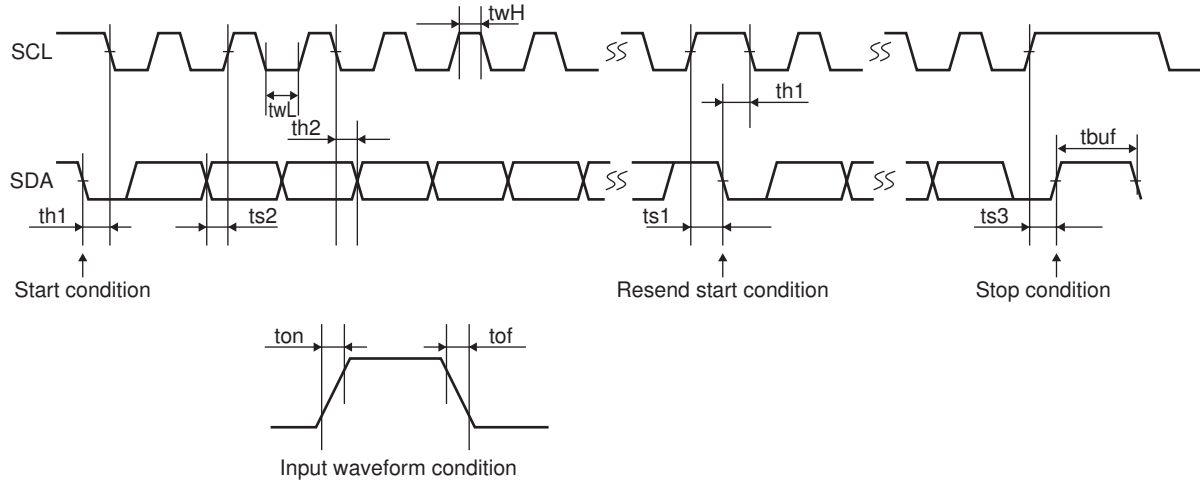 twH
SCL
twL
th1
th2
tbuf
SDA
th1
ts2
ts1
ts3
Start condition
Resend start condition
Stop condition
ton
tof
Input waveform condition